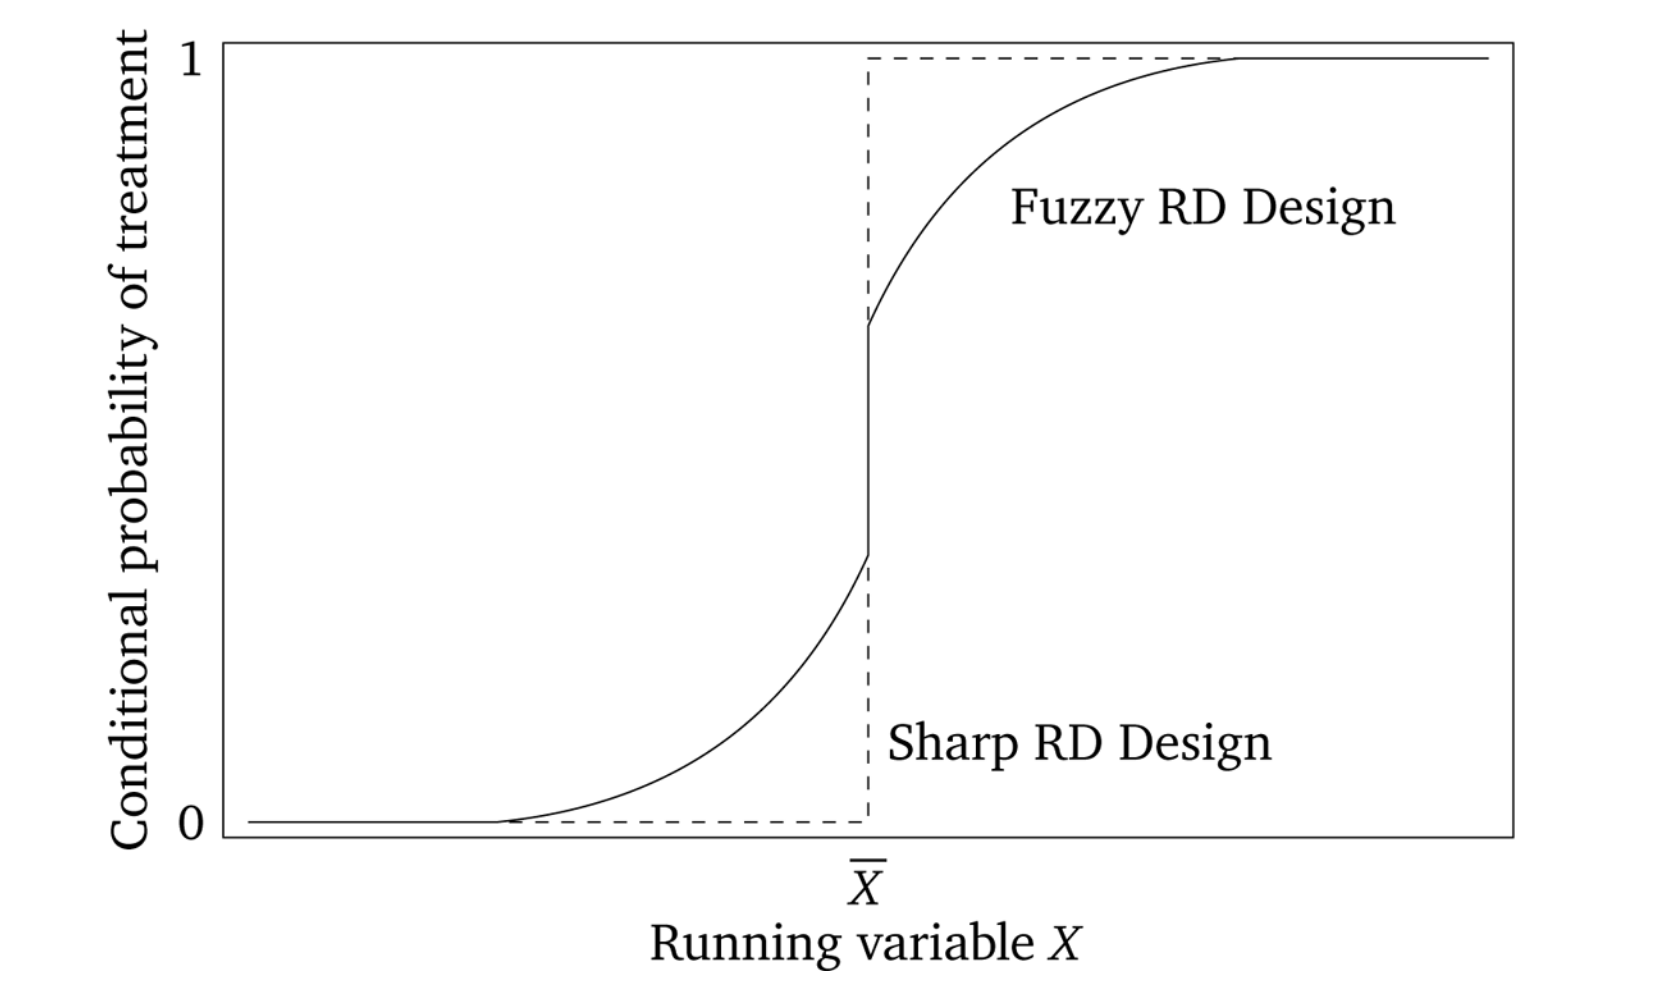 Conditional probability of treatment
1
Fuzzy RD Design
Sharp RD Design
0
X̅
Running variable X